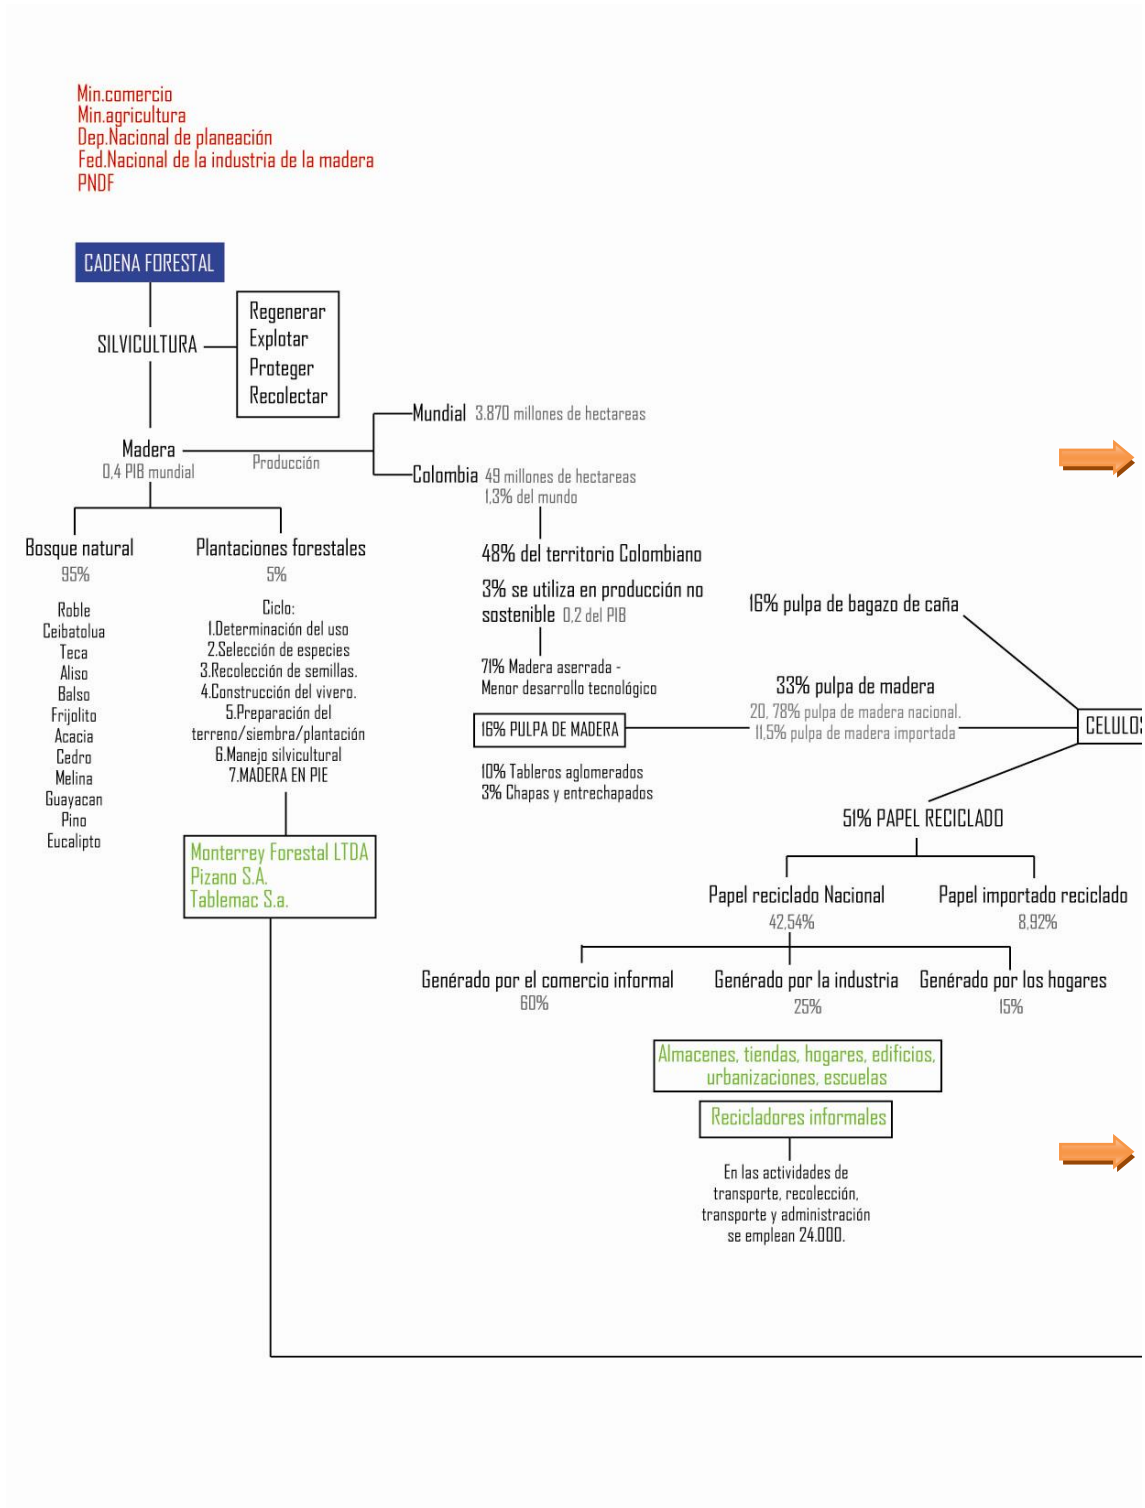 Min.comercio
Min.agricultura
Dep.Nacional de planeación
Fed.Nacional de la industria de la madera
PNDF
CADENA FORESTAL
SILVICULTURA
Regenerar
Explotar
Proteger
Recolectar
Madera
0,4 PIB mundial
Producción
Mundial 3.870 millones de hectareas
Colombia 49 millones de hectareas
1,3% del mundo
Bosque natural
95%
Roble
Ceibatolua
Teca
Aliso
Balso
Frijolito
Acacia
Cedro
Melina
Guayacan
Pino
Eucalipto
Plantaciones forestales
5%
Ciclo:
1.Determinación del uso
2.Selección de especies
3.Recolección de semillas.
4.Construcción del vivero.
5.Preparación del
terreno/siembra/plantación
6.Manejo silvicultural
7.MADERA EN PIE
Monterrey Forestal LTDA
Pizano S.A.
Tablemac S.a.
48% del territorio Colombiano
3% se utiliza en producción no
sostenible 0,2 del PIB
71% Madera aserrada -
Menor desarrollo tecnológico
16% PULPA DE MADERA
10% Tableros aglomerados
3% Chapas y entrechapados
16% pulpa de bagazo de caña
33% pulpa de madera
20, 78% pulpa de madera nacional.
11,5% pulpa de madera importada
CELULOS
51% PAPEL RECICLADO
Papel reciclado Nacional
42,54%
Papel importado reciclado
8,92%
Genérado por el comercio informal
60%
Genérado por la industria
25%
Genérado por los hogares
15%
Almacenes, tiendas, hogares, edificios,
urbanizaciones, escuelas
Recicladores informales
En las actividades de
transporte, recolección,
transporte y administración
se emplean 24.000.